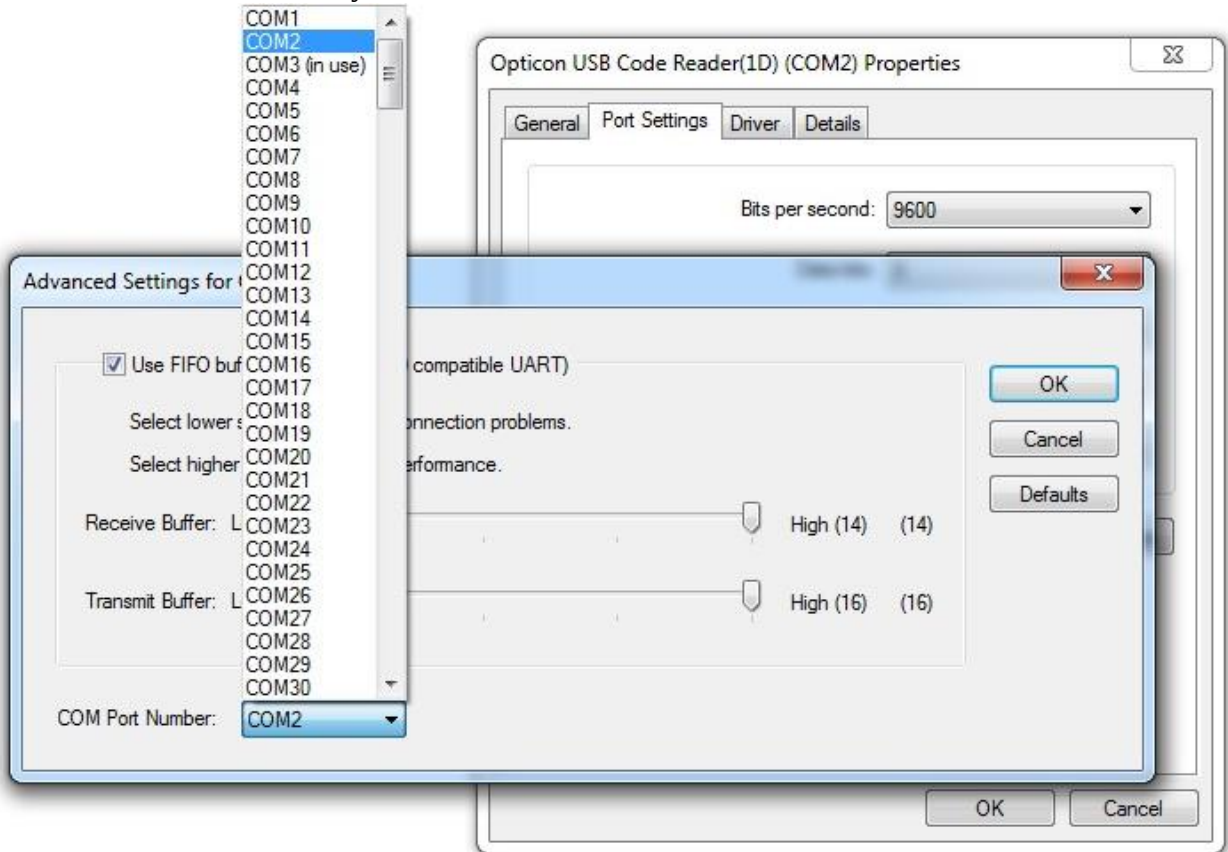 COM1
COM2
COM3 (in use)
COM4
COM5
COM6
COM7
COM8
COM9
COM10
COM11
COM12
COM13
COM14
COM15
COM16
COM17
COM18
COM19
COM20
COM21
COM22
COM23
COM24
COM25
COM26
COM27
COM28
COM29
COM30
Opticon USB Code Reader(1D) (COM2) Properties
General Port Settings Driver Details
Bits per second: 9600
Advanced Settings for
Use FIFO buf compatible UART)
Select lower s onnection problems.
Select higher erformance.
Receive Buffer: L High (14) (14)
Transmit Buffer: L High (16) (16)
COM Port Number: COM2
OK
Cancel
Defaults
OK Cancel